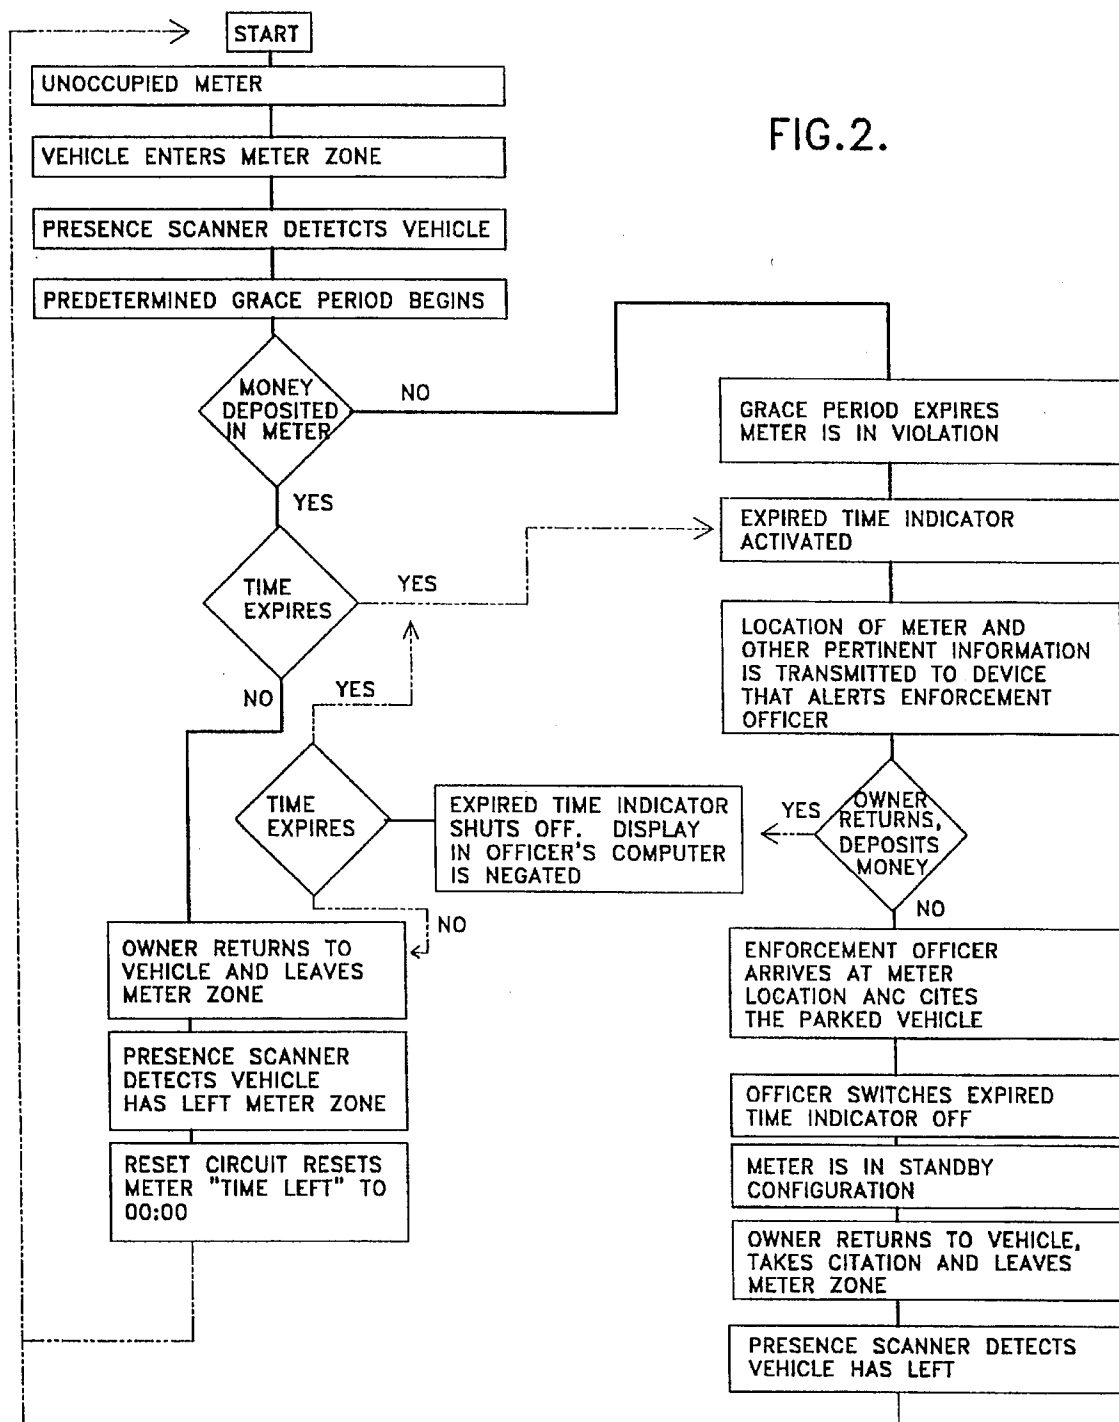 START
UNOCCUPIED METER
FIG.2.
VEHICLE ENTERS METER ZONE
PRESENCE SCANNER DETETCTS VEHICLE
PREDETERMINED GRACE PERIOD BEGINS
MONEY
DEPOSITED
IN METER
NO
YES
GRACE PERIOD EXPIRES
METER IS IN VIOLATION
EXPIRED TIME INDICATOR
ACTIVATED
TIME
EXPIRES
YES
NO
LOCATION OF METER AND
OTHER PERTINENT INFORMATION
IS TRANSMITTED TO DEVICE
THAT ALERTS ENFORCEMENT
OFFICER
YES
TIME
EXPIRES
NO
EXPIRED TIME INDICATOR
SHUTS OFF. DISPLAY
IN OFFICER'S COMPUTER
IS NEGATED
YES
OWNER
RETURNS,
DEPOSITS
MONEY
NO
OWNER RETURNS TO
VEHICLE AND LEAVES
METER ZONE
PRESENCE SCANNER
DETECTS VEHICLE
HAS LEFT METER ZONE
RESET CIRCUIT RESETS
METER "TIME LEFT" TO
00:00
ENFORCEMENT OFFICER
ARRIVES AT METER
LOCATION ANC CITES
THE PARKED VEHICLE
OFFICER SWITCHES EXPIRED
TIME INDICATOR OFF
METER IS IN STANDBY
CONFIGURATION
OWNER RETURNS TO VEHICLE,
TAKES CITATION AND LEAVES
METER ZONE
PRESENCE SCANNER DETECTS
VEHICLE HAS LEFT